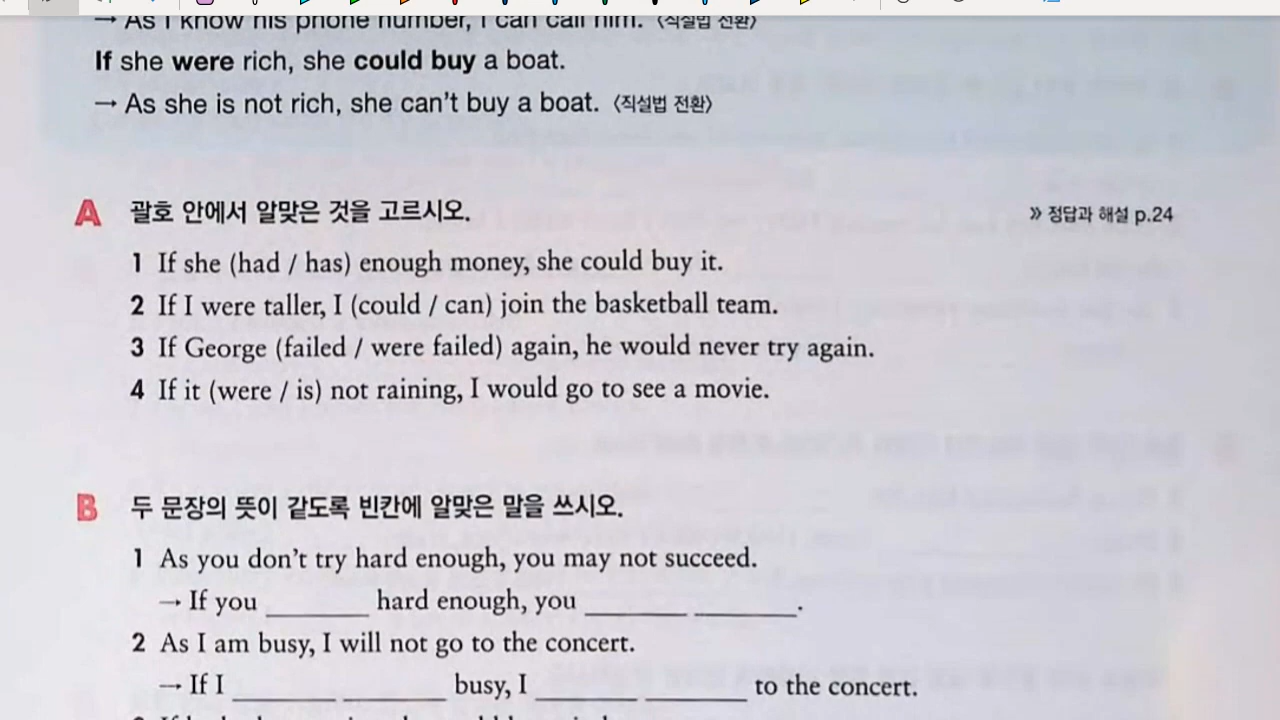 → As I know his phone number, I can call him. 〈직설법 전환〉
If she were rich, she could buy a boat.
→ As she is not rich, she can't buy a boat. 〈직설법 전환〉
A 괄호 안에서 알맞은 것을 고르시오. » 정답과 해설 p.24
1 If she (had / has) enough money, she could buy it.
2 If I were taller, I (could / can) join the basketball team.
3 If George (failed / were failed) again, he would never try again.
4 If it (were / is) not raining, I would go to see a movie.
B 두 문장의 뜻이 같도록 빈칸에 알맞은 말을 쓰시오.
1 As you don't try hard enough, you may not succeed.
→ If you ________ hard enough, you ________ ________.
2 As I am busy, I will not go to the concert.
→ If I ________________ busy, I ________________ to the concert.